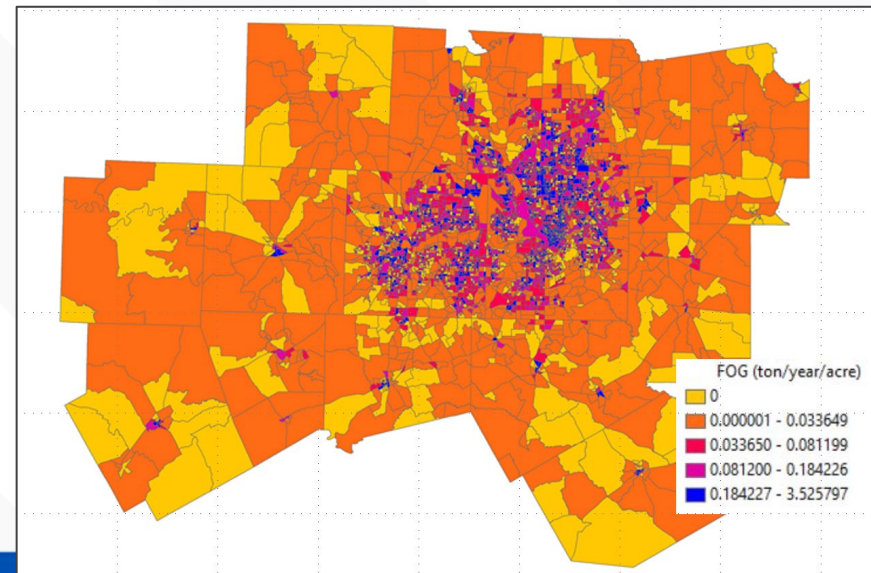 FOG (ton/year/acre)
0
0.000001 - 0.033649
0.033650 - 0.081199
0.081200 - 0.184226
0.184227 - 3.525797